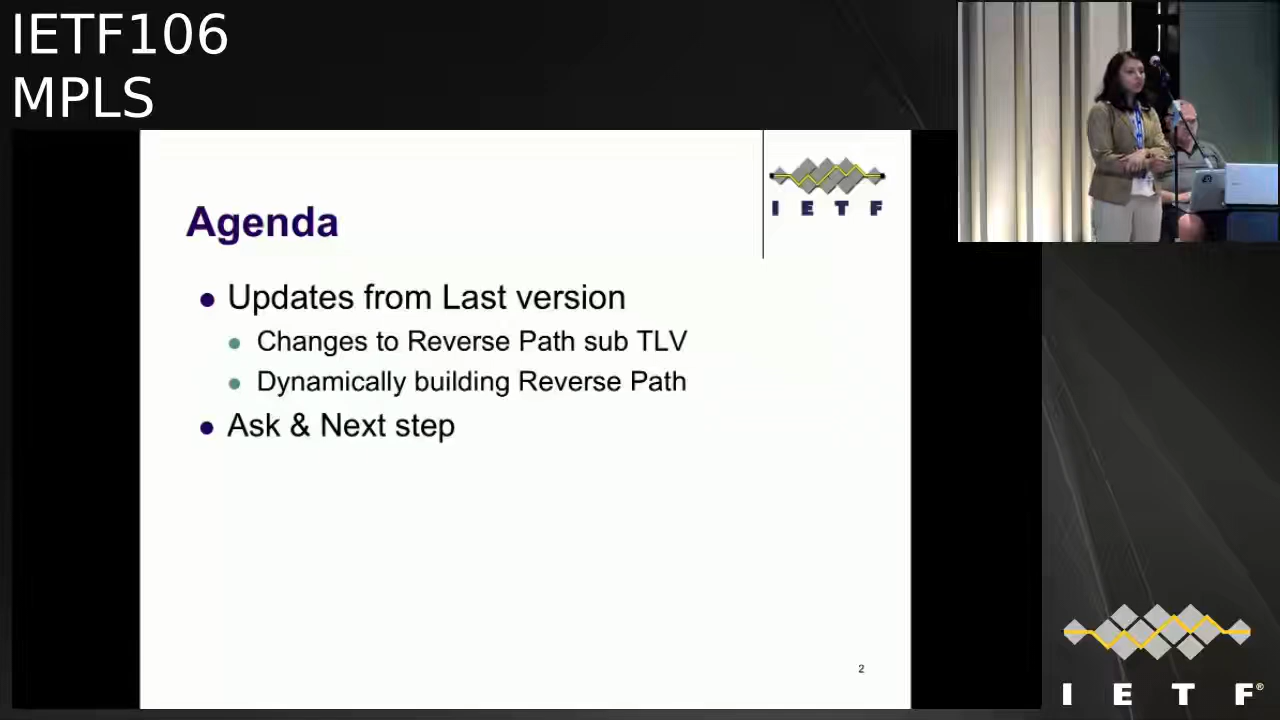 IETF106
MPLS
I E T F
Agenda
● Updates from Last version
● Changes to Reverse Path sub TLV
● Dynamically building Reverse Path
● Ask & Next step
2
I E T F®